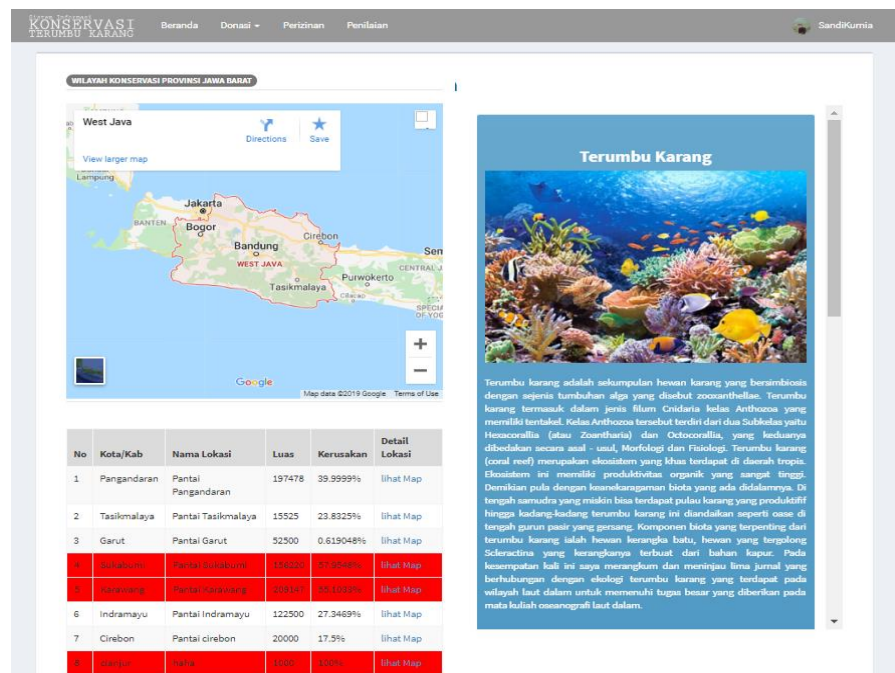 Sistem Informasi
KONSERVASI
TERUMBU KARANG
Beranda
Donasi
Perizinan
Penilaian
SandiKurnia
WILAYAH KONSERVASI PROVINSI JAWA BARAT
West Java
Directions
Save
View larger map
Lampung
Jakarta
BANTEN
Bogor
Cirebon
Bandung
WEST JAVA
Sem
CENTRAL J
Purwokerto
Tasikmalaya
Cilacap
SPECIA
OF YOG
Google
Map data ©2019 Google Terms of Use
No Kota/Kab Nama Lokasi Luas Kerusakan Detail Lokasi
1 Pangandaran Pantai Pangandaran 197478 39.9999% lihat Map
2 Tasikmalaya Pantai Tasikmalaya 15525 23.8325% lihat Map
3 Garut Pantai Garut 52500 0.619048% lihat Map
4 Sukabumi Pantai Sukabumi lihat Map
5 Karawang Pantai Karawang lihat Map
6 Indramayu Pantai Indramayu 122500 27.3469% lihat Map
7 Cirebon Pantai cirebon 20000 17.5% lihat Map
8 cianjur haha 1000 100% lihat Map
Terumbu Karang
Terumbu karang adalah sekumpulan hewan karang yang bersimbiosis
dengan sejenis tumbuhan alga yang disebut zooxanthellae. Terumbu
karang termasuk dalam jenis filum Cnidaria kelas Anthozoa yang
memiliki tentakel. Kelas Anthozoa tersebut terdiri dari dua Subkelas yaitu
Hexacorallia (atau Zoantharia) dan Octocorallia, yang keduanya
dibedakan secara asal - usul, Morfologi dan Fisiologi. Terumbu karang
(coral reef) merupakan ekosistem yang khas terdapat di daerah tropis.
Ekosistem ini memiliki produktivitas organik yang sangat tinggi.
Demikian pula dengan keanekaragaman biota yang ada didalamnya. Di
tengah samudra yang miskin bisa terdapat pulau karang yang produktifif
hingga kadang-kadang terumbu karang ini diandaikan seperti oase di
tengah gurun pasir yang gersang. Komponen biota yang terpenting dari
terumbu karang ialah hewan kerangka batu, hewan yang tergolong
Scleractina yang kerangkanya terbuat dari bahan kapur. Pada
kesempatan kali ini saya merangkum dan meninjau lima jurnal yang
berhubungan dengan ekologi terumbu karang yang terdapat pada
wilayah laut dalam untuk memenuhi tugas besar yang diberikan pada
mata kuliah oseanografi laut dalam.